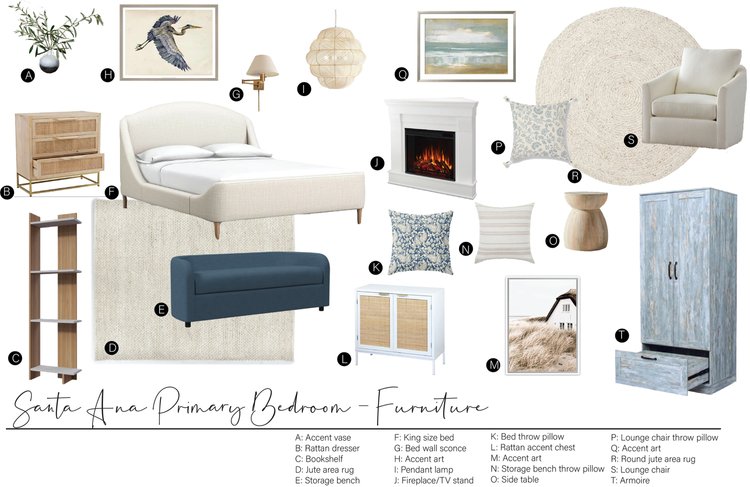 A
H
G
I
Q
S
B
F
J
P
R
K
N
O
E
C
D
L
M
T
Santa Ana Primary Bedroom - Furniture
A: Accent vase
B: Rattan dresser
C: Bookshelf
D: Jute area rug
E: Storage bench
F: King size bed
G: Bed wall sconce
H: Accent art
I: Pendant lamp
J: Fireplace/TV stand
K: Bed throw pillow
L: Rattan accent chest
M: Accent art
N: Storage bench throw pillow
O: Side table
P: Lounge chair throw pillow
Q: Accent art
R: Round jute area rug
S: Lounge chair
T: Armoire